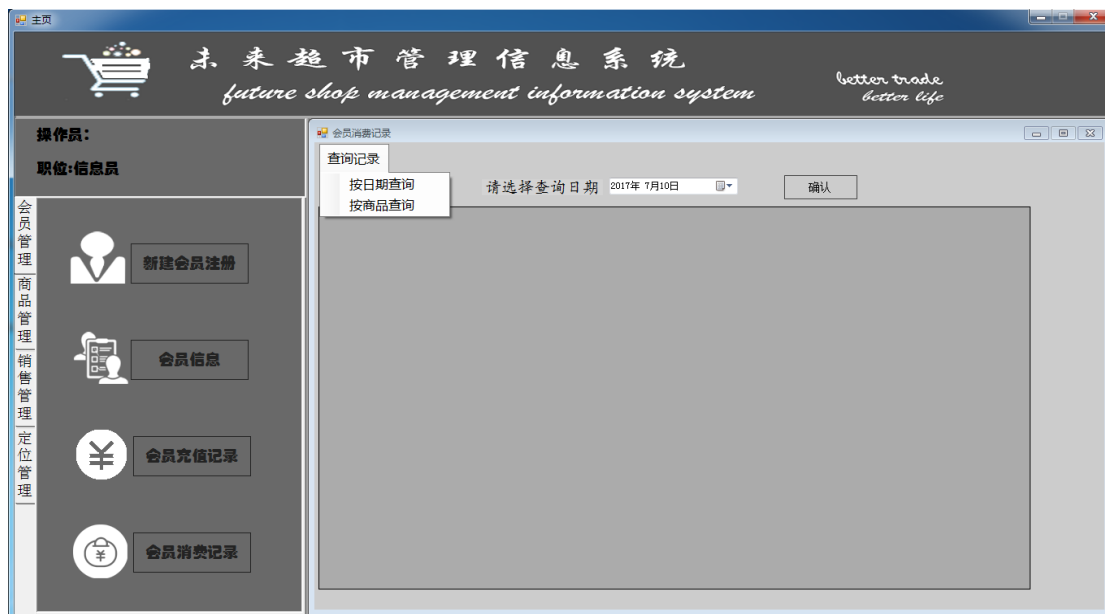 主页
未来超市管理信息系统
future shop management information system
better trade
better life
操作员：
职位:信息员
会员管理
商品管理
销售管理
定位管理
新建会员注册
会员信息
会员充值记录
会员消费记录
会员消费记录
查询记录
按日期查询
按商品查询
请选择查询日期 2017年 7月10日 确认